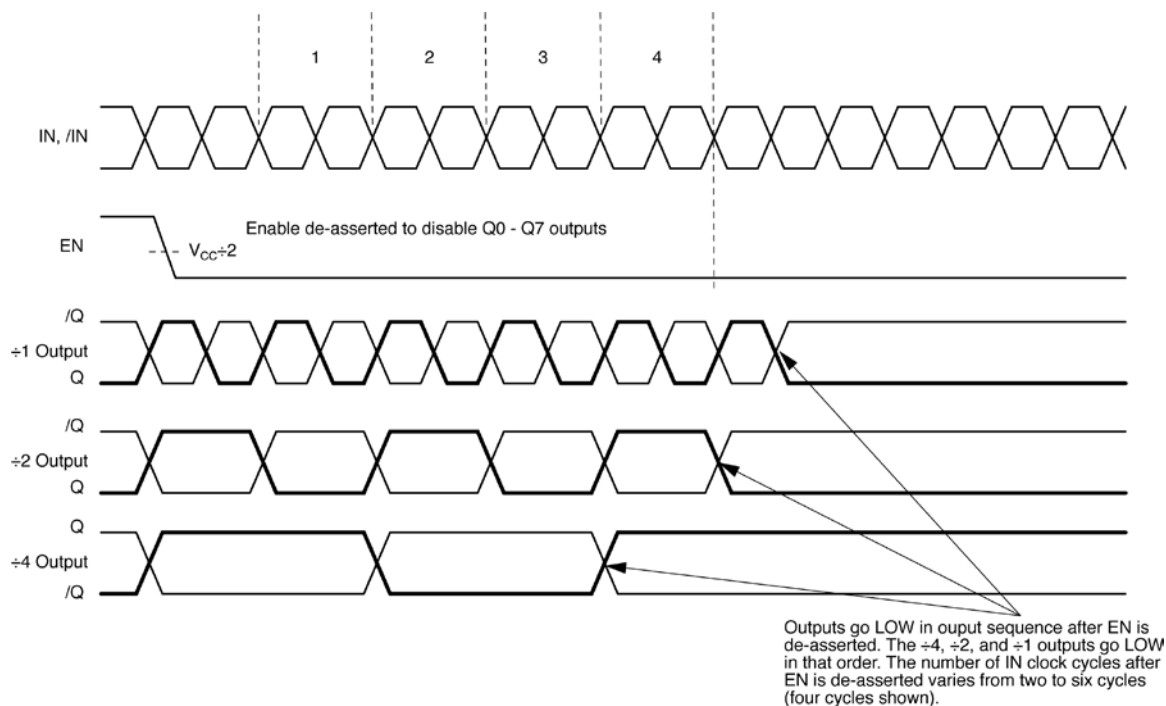 1 2 3 4
IN, /IN
EN
Enable de-asserted to disable Q0 - Q7 outputs
VCC÷2
/Q
÷1 Output
Q
/Q
÷2 Output
Q
Q
÷4 Output
/Q
Outputs go LOW in ouput sequence after EN is
de-asserted. The ÷4, ÷2, and ÷1 outputs go LOW
in that order. The number of IN clock cycles after
EN is de-asserted varies from two to six cycles
(four cycles shown).